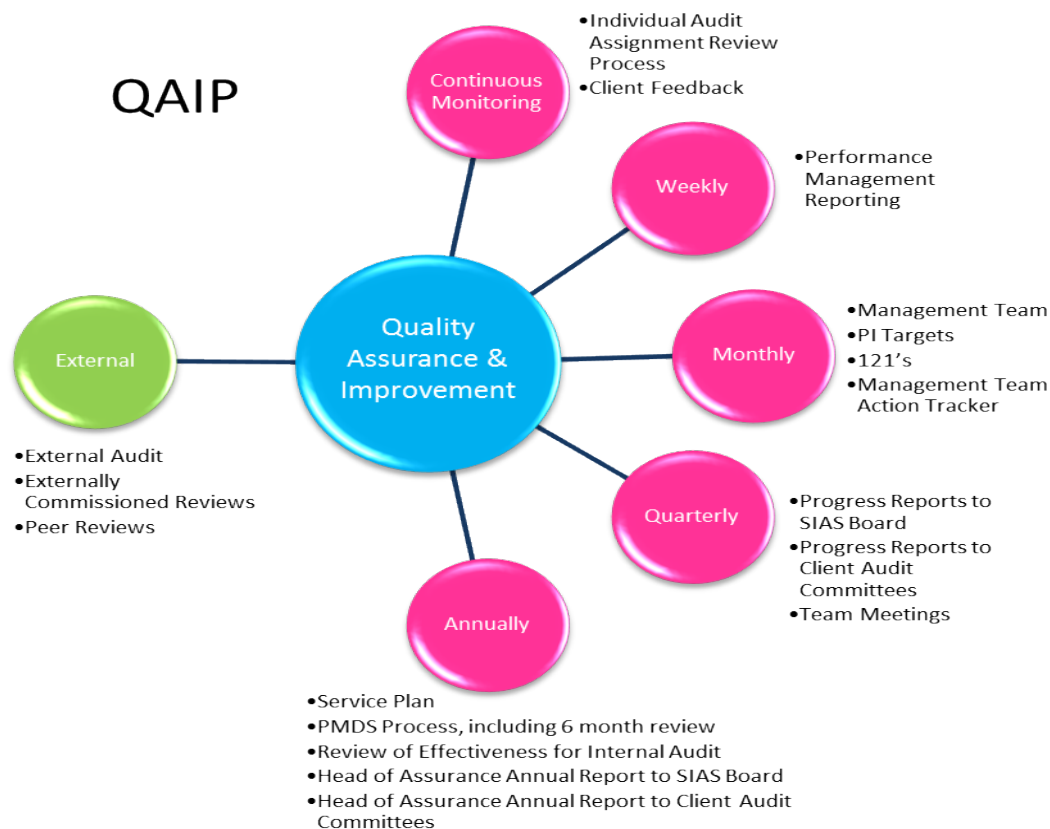 QAIP
Continuous
Monitoring
•Individual Audit
Assignment Review
Process
•Client Feedback
Weekly
•Performance
Management
Reporting
Monthly
•Management Team
•PI Targets
•121’s
•Management Team
Action Tracker
Quarterly
•Progress Reports to
SIAS Board
•Progress Reports to
Client Audit
Committees
•Team Meetings
Annually
•Service Plan
•PMDS Process, including 6 month review
•Review of Effectiveness for Internal Audit
•Head of Assurance Annual Report to SIAS Board
•Head of Assurance Annual Report to Client Audit
Committees
External
•External Audit
•Externally
Commissioned Reviews
•Peer Reviews
Quality
Assurance &
Improvement